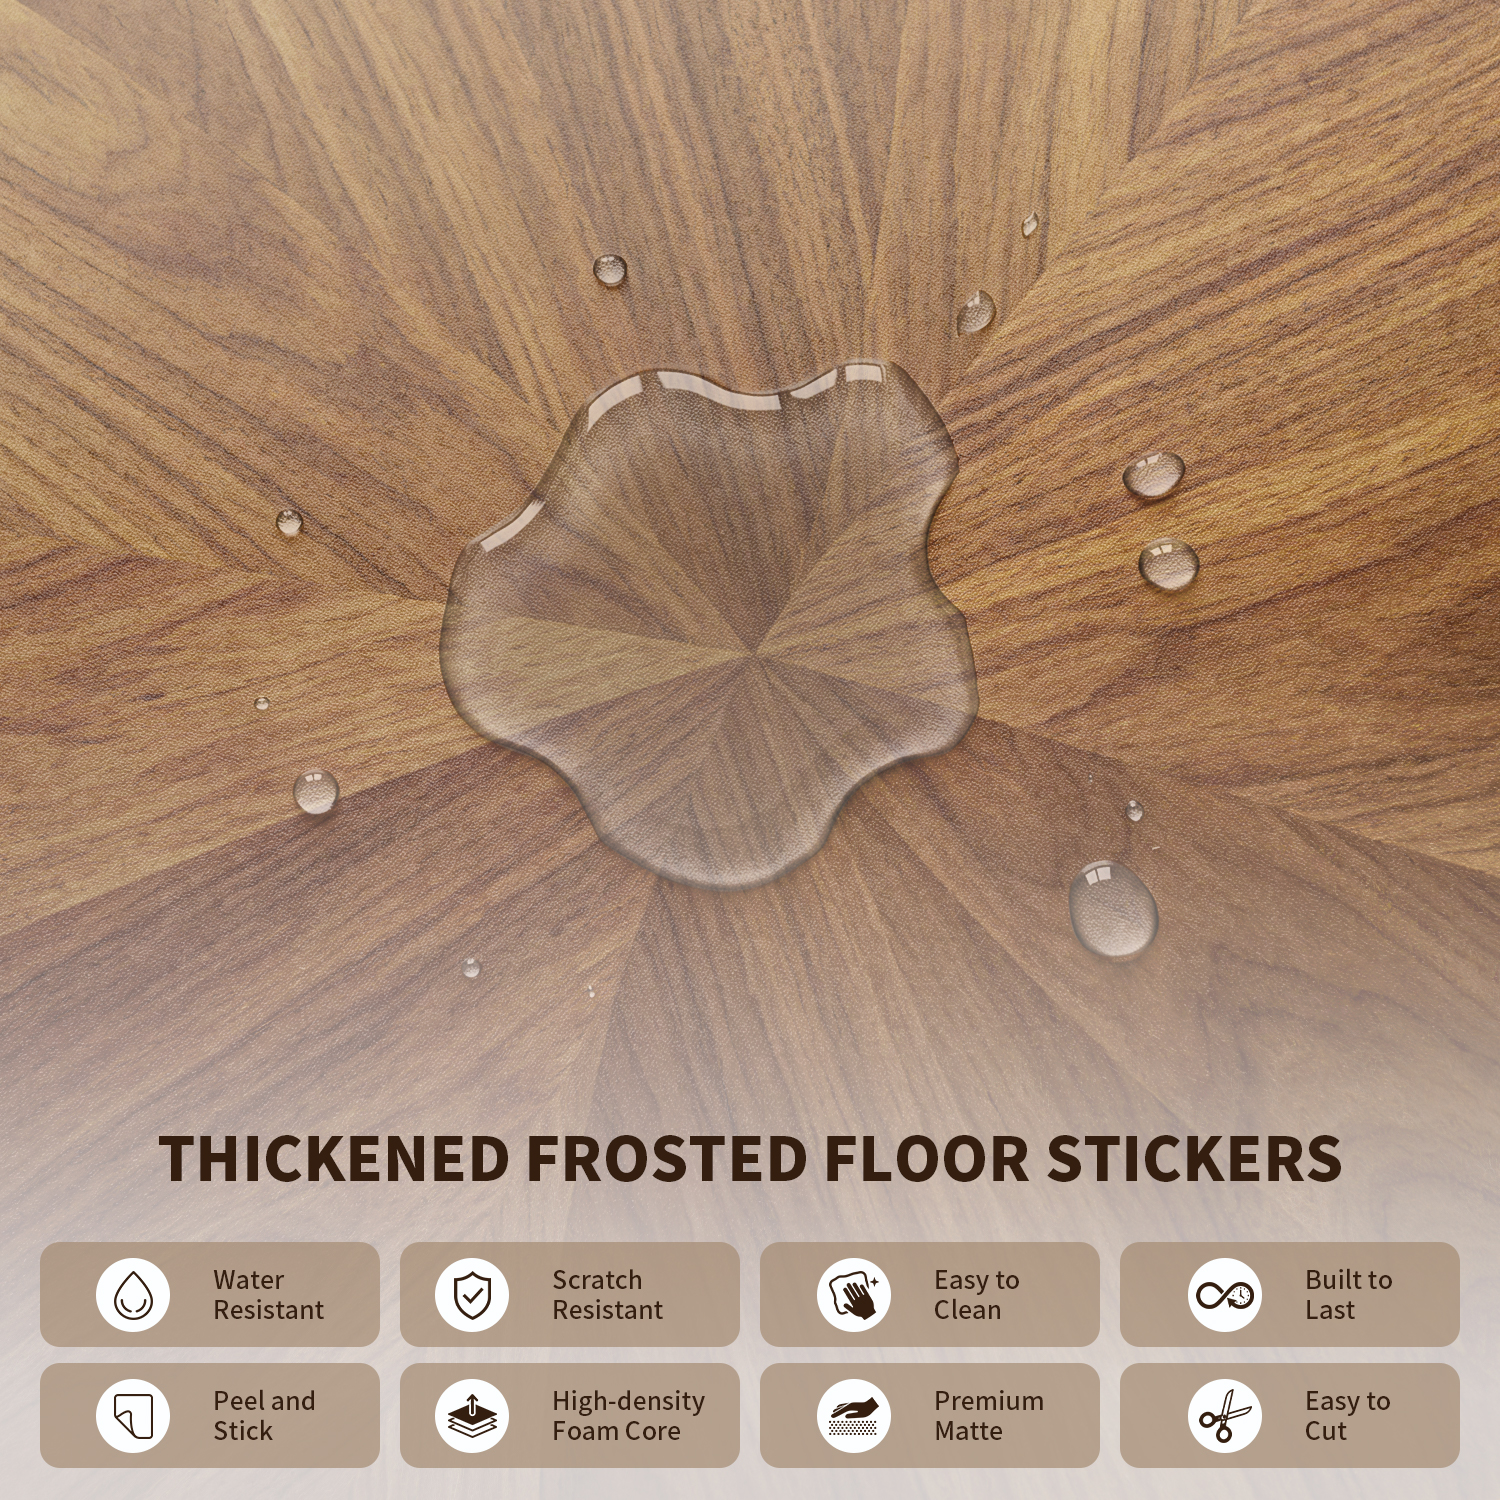 THICKENED FROSTED FLOOR STICKERS
Water
Resistant
Scratch
Resistant
Easy to
Clean
Built to
Last
Peel and
Stick
High-density
Foam Core
Premium
Matte
Easy to
Cut